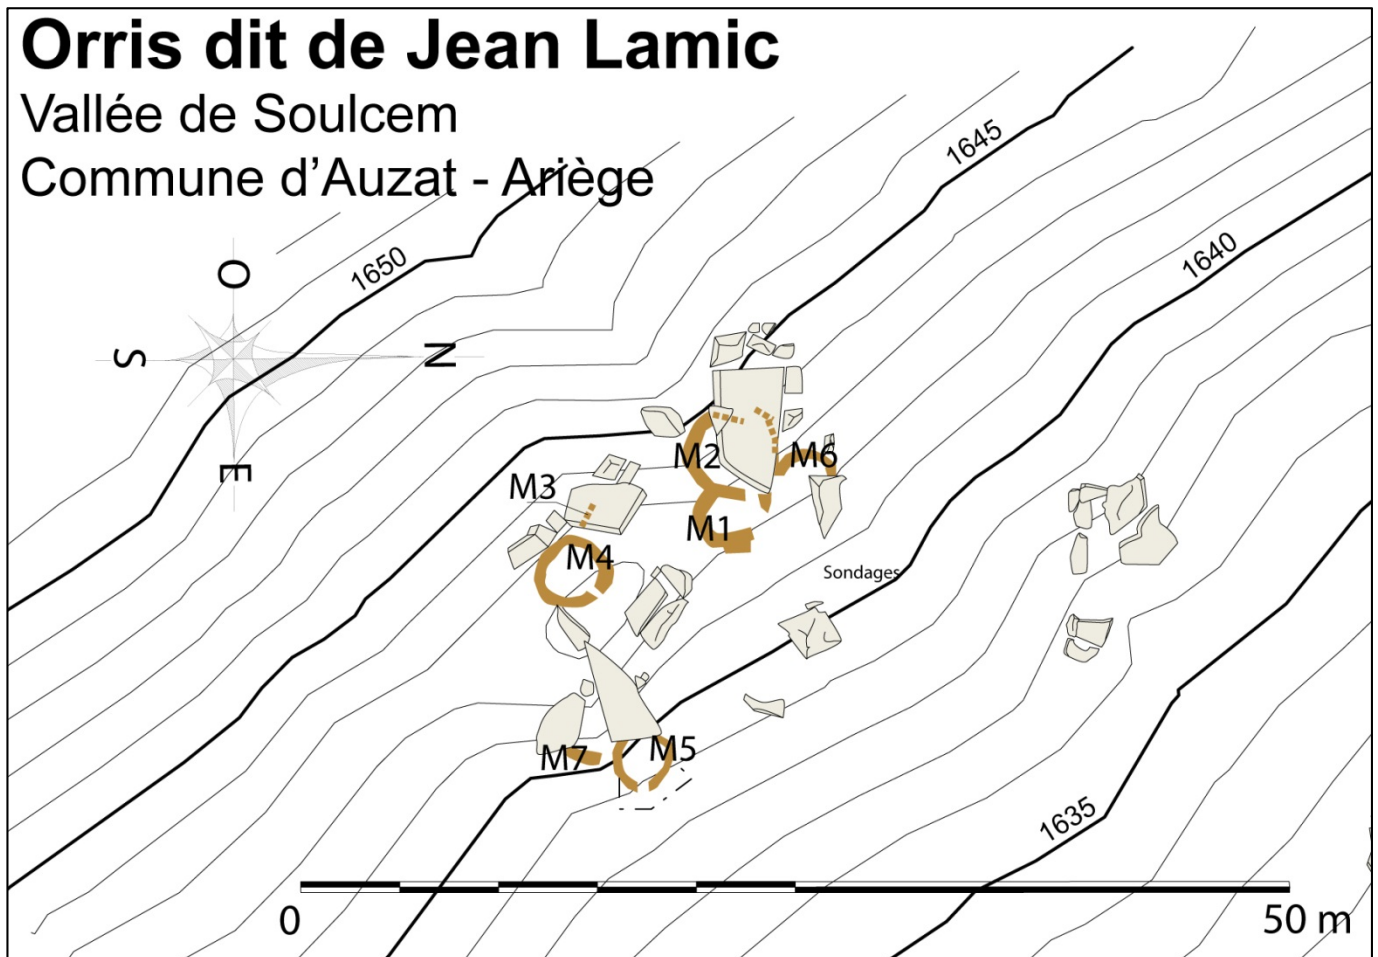 Orris dit de Jean Lamic
Vallée de Soulcem
Commune d'Auzat - Ariège
1645
1650
1640
O
S
N
E
M2
M6
M3
M1
M4
Sondages
M7
M5
1635
0
50 m